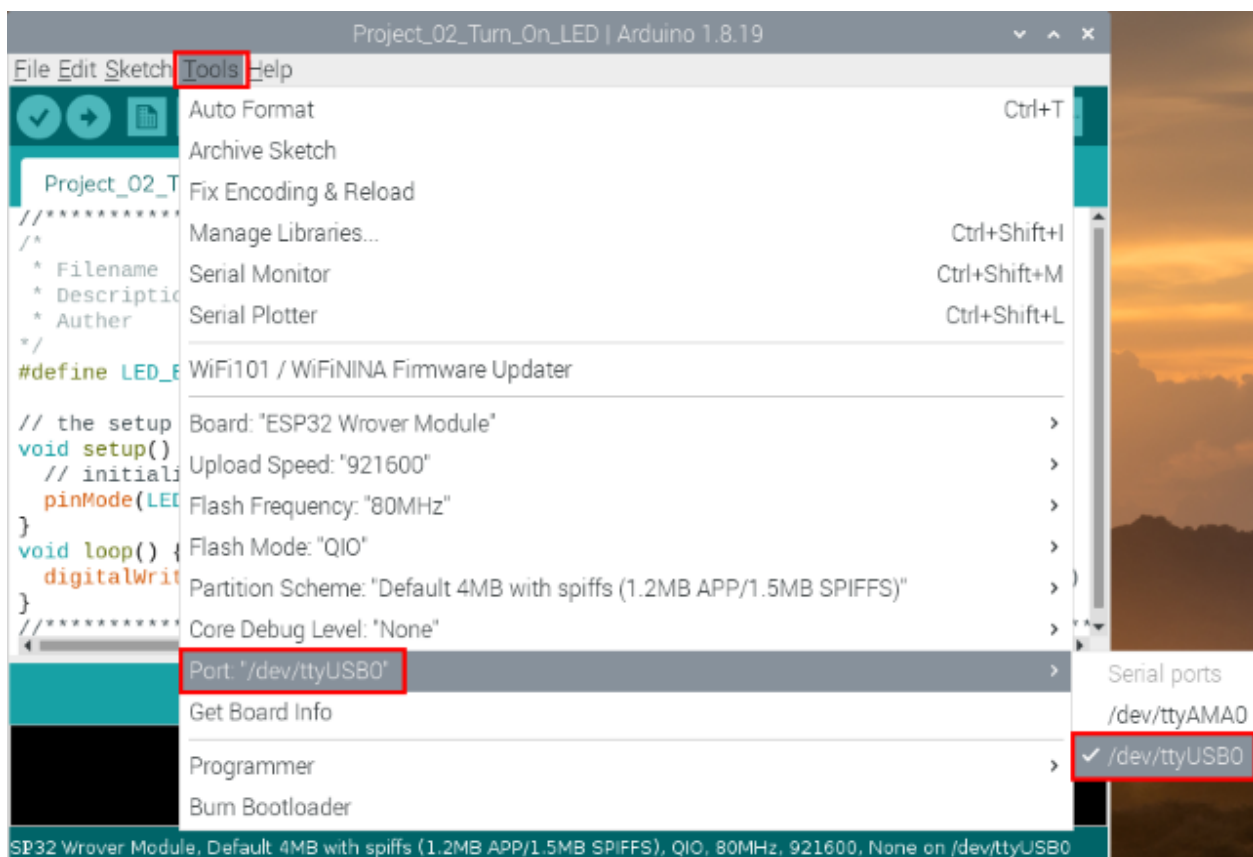 Project_02_Turn_On_LED | Arduino 1.8.19
File Edit Sketch Tools Help
Auto Format Ctrl+T
Archive Sketch
Project_02_T
Fix Encoding & Reload
//***********
/*
Manage Libraries... Ctrl+Shift+I
* Filename
Serial Monitor Ctrl+Shift+M
* Descriptio
* Auther
Serial Plotter Ctrl+Shift+L
*/
#define LED_B
WiFi101 / WiFiNINA Firmware Updater
// the setup
Board: "ESP32 Wrover Module"
void setup()
Upload Speed: "921600"
// initiali
pinMode(LED
Flash Frequency: "80MHz"
}
void loop() {
Flash Mode: "QIO"
digitalWrit
Partition Scheme: "Default 4MB with spiffs (1.2MB APP/1.5MB SPIFFS)"
}
//***********
Core Debug Level: "None"
Port: "/dev/ttyUSB0"
Serial ports
Get Board Info
/dev/ttyAMA0
/dev/ttyUSB0
Programmer
Burn Bootloader
SP32 Wrover Module, Default 4MB with spiffs (1.2MB APP/1.5MB SPIFFS), QIO, 80MHz, 921600, None on /dev/ttyUSB0